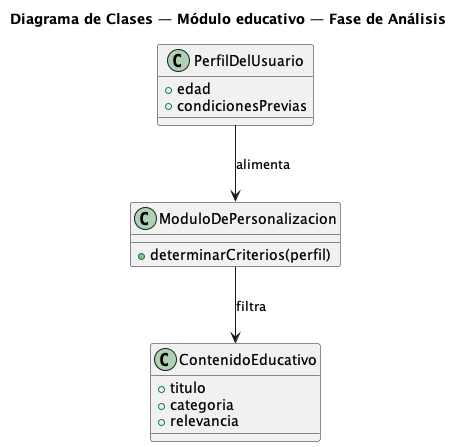 Diagrama de Clases — Módulo educativo — Fase de Análisis
C PerfilDelUsuario
edad
condicionesPrevias
alimenta
C ModuloDePersonalizacion
determinarCriterios(perfil)
filtra
C ContenidoEducativo
titulo
categoria
relevancia